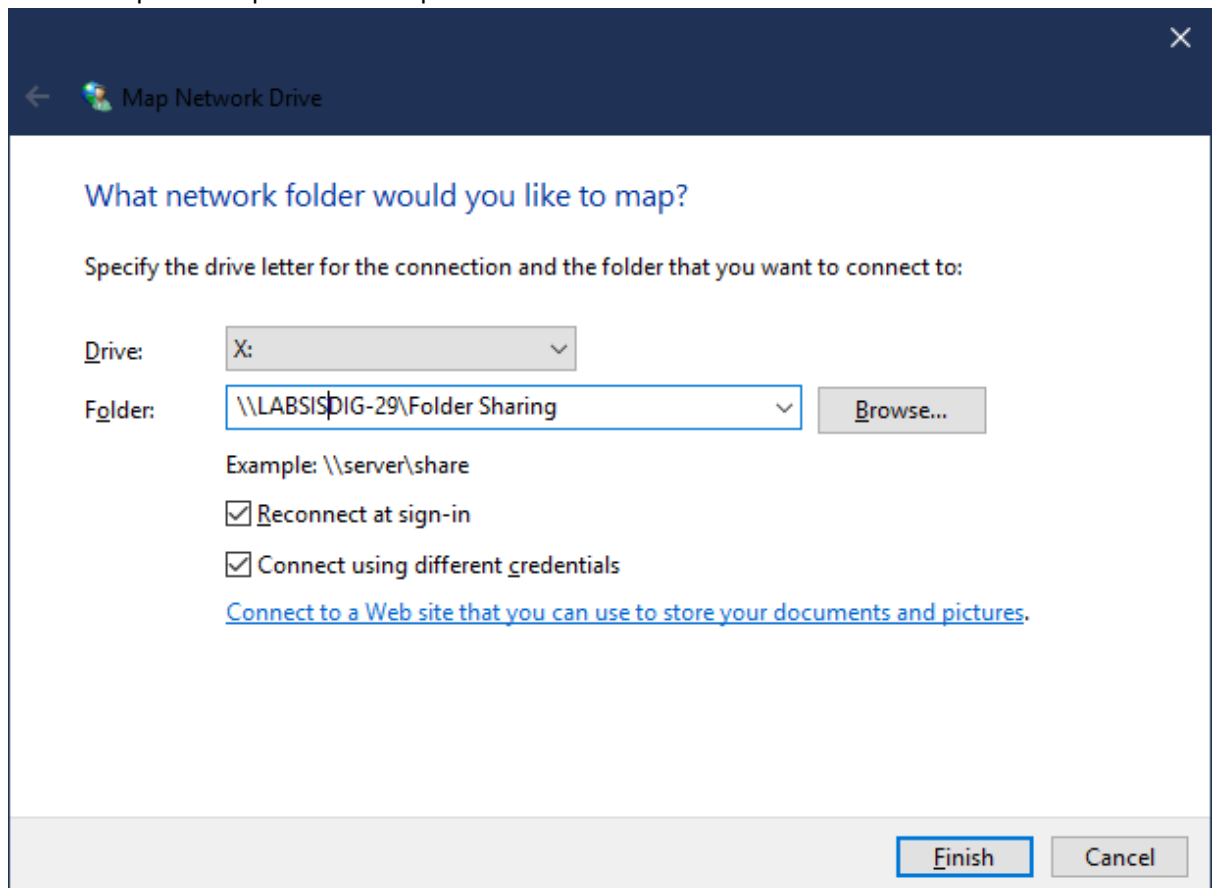 Map Network Drive
What network folder would you like to map?
Specify the drive letter for the connection and the folder that you want to connect to:
Drive: X:
Folder: \\LABSISDIG-29\Folder Sharing Browse...
Example: \\server\share
Reconnect at sign-in
Connect using different credentials
Connect to a Web site that you can use to store your documents and pictures.
Finish Cancel